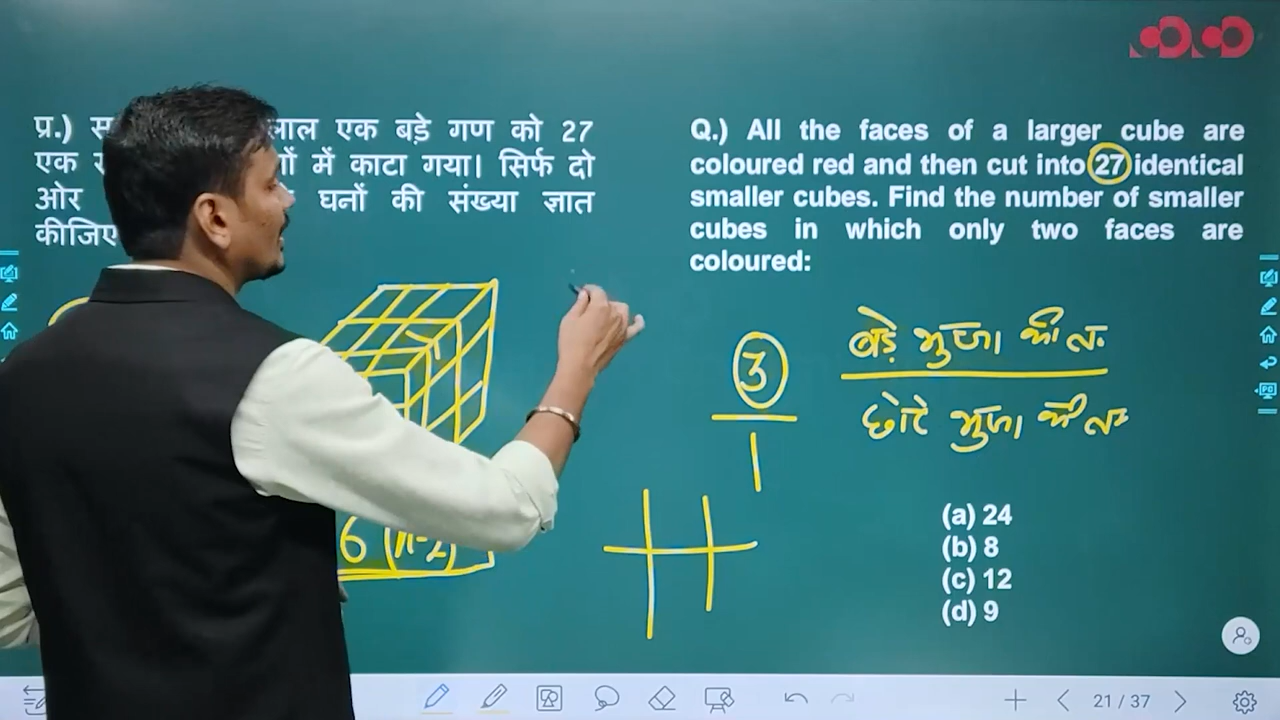 प्र.) लाल एक बड़े गण को 27
एक में काटा गया। सिर्फ दो
ओर घनों की संख्या ज्ञात
कीजिए
Q.) All the faces of a larger cube are
coloured red and then cut into 27 identical
smaller cubes. Find the number of smaller
cubes in which only two faces are
coloured:
3
1
बड़े भुजा की ल.
छोटे भुजा की ल.
6 (n-2)
(a) 24
(b) 8
(c) 12
(d) 9
21 / 37